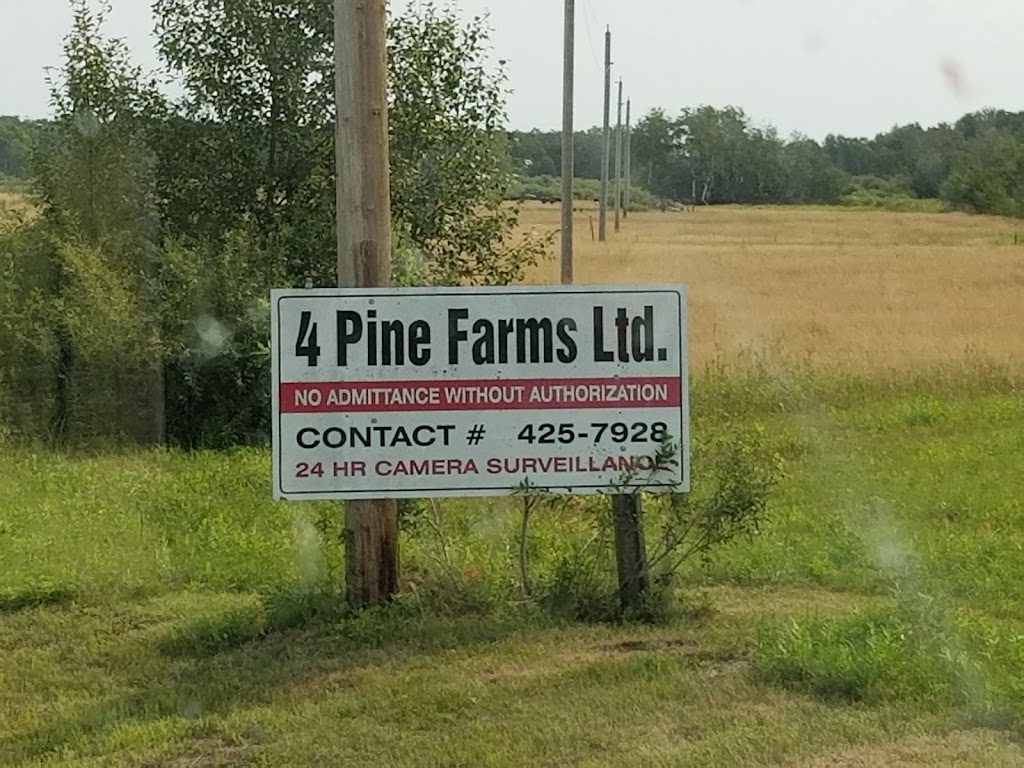 4 Pine Farms Ltd.
NO ADMITTANCE WITHOUT AUTHORIZATION
CONTACT # 425-7928
24 HR CAMERA SURVEILLANCE